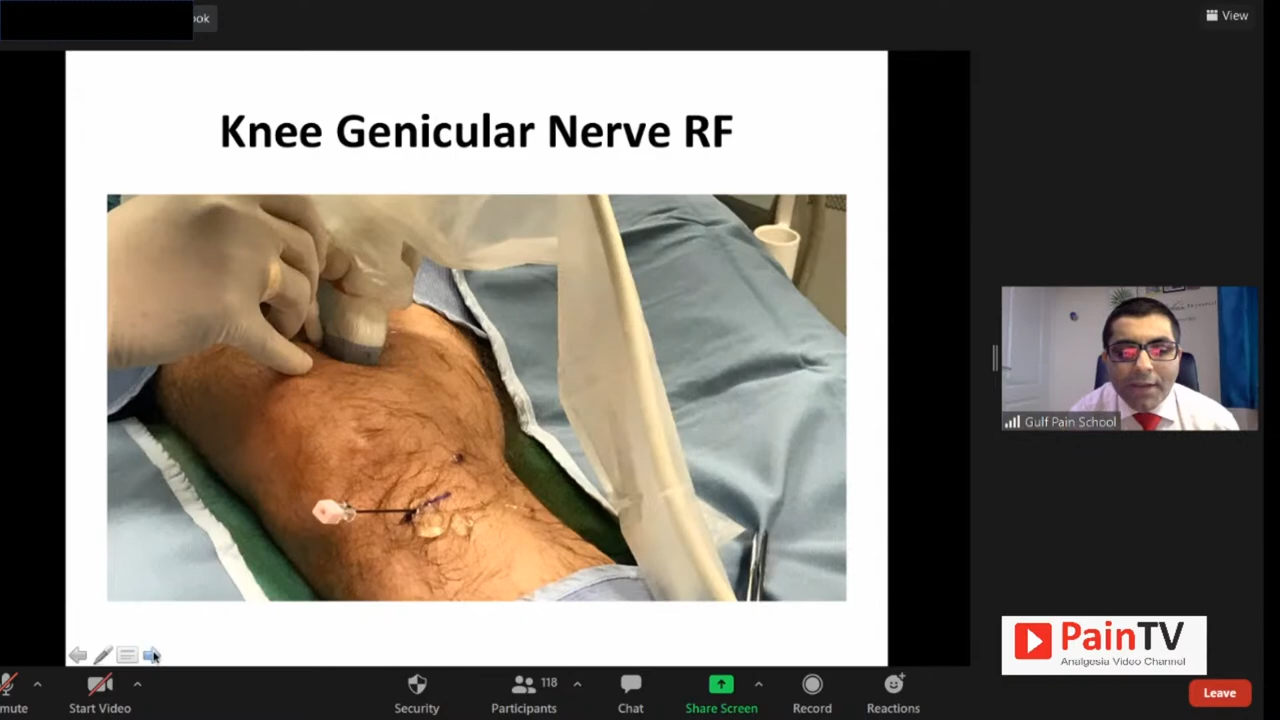 ook
View
Knee Genicular Nerve RF
Gulf Pain School
PainTV
Analgesia Video Channel
mute
Start Video
Security
118
Participants
Chat
Share Screen
Record
Reactions
Leave